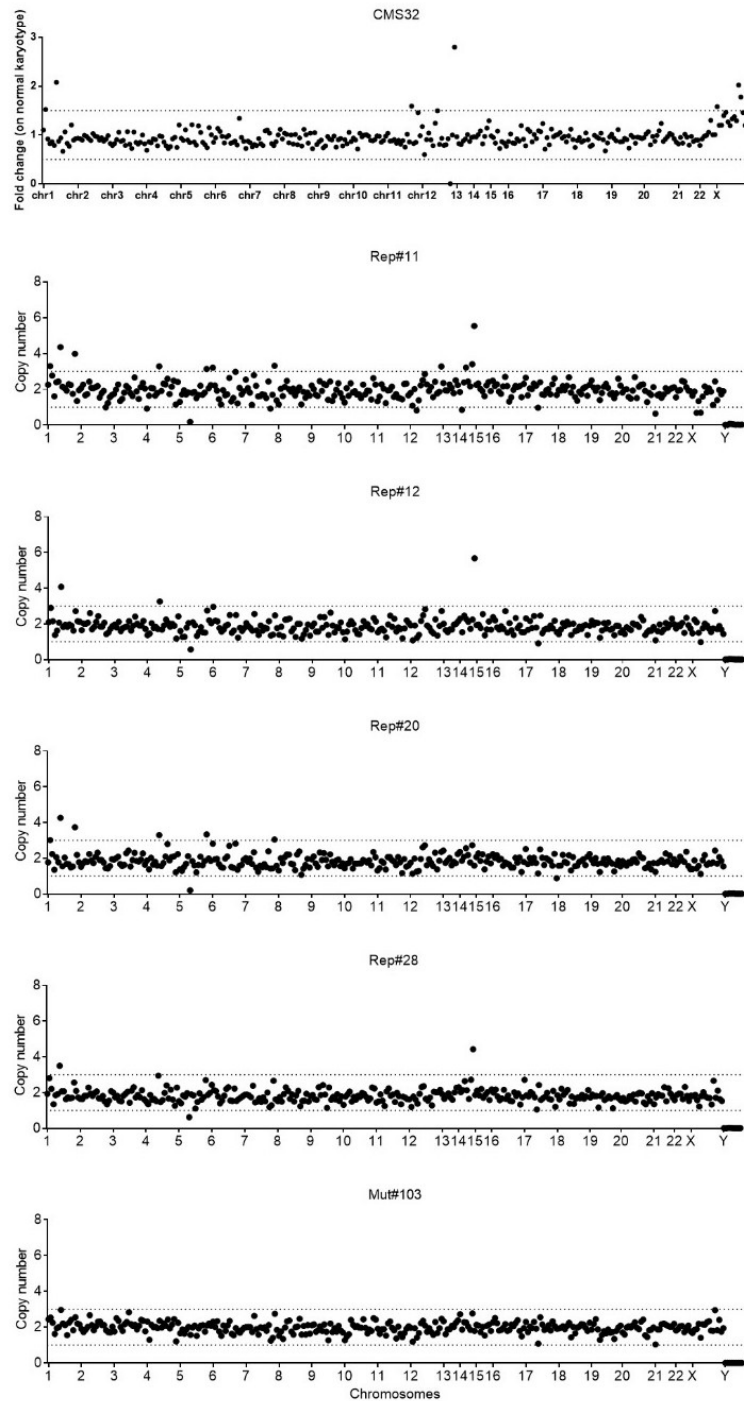 CMS32
Fold change (on normal karyotype)
3
2
1
0
chr1 chr2 chr3 chr4 chr5 chr6 chr7 chr8 chr9 chr10 chr11 chr12 13 14 15 16 17 18 19 20 21 22 X
Rep#11
Copy number
8
6
4
2
0
1 2 3 4 5 6 7 8 9 10 11 12 13 14 15 16 17 18 19 20 21 22 X Y
Rep#12
Copy number
8
6
4
2
0
1 2 3 4 5 6 7 8 9 10 11 12 13 14 15 16 17 18 19 20 21 22 X Y
Rep#20
Copy number
8
6
4
2
0
1 2 3 4 5 6 7 8 9 10 11 12 13 14 15 16 17 18 19 20 21 22 X Y
Rep#28
Copy number
8
6
4
2
0
1 2 3 4 5 6 7 8 9 10 11 12 13 14 15 16 17 18 19 20 21 22 X Y
Mut#103
Copy number
8
6
4
2
0
1 2 3 4 5 6 7 8 9 10 11 12 13 14 15 16 17 18 19 20 21 22 X Y
Chromosomes